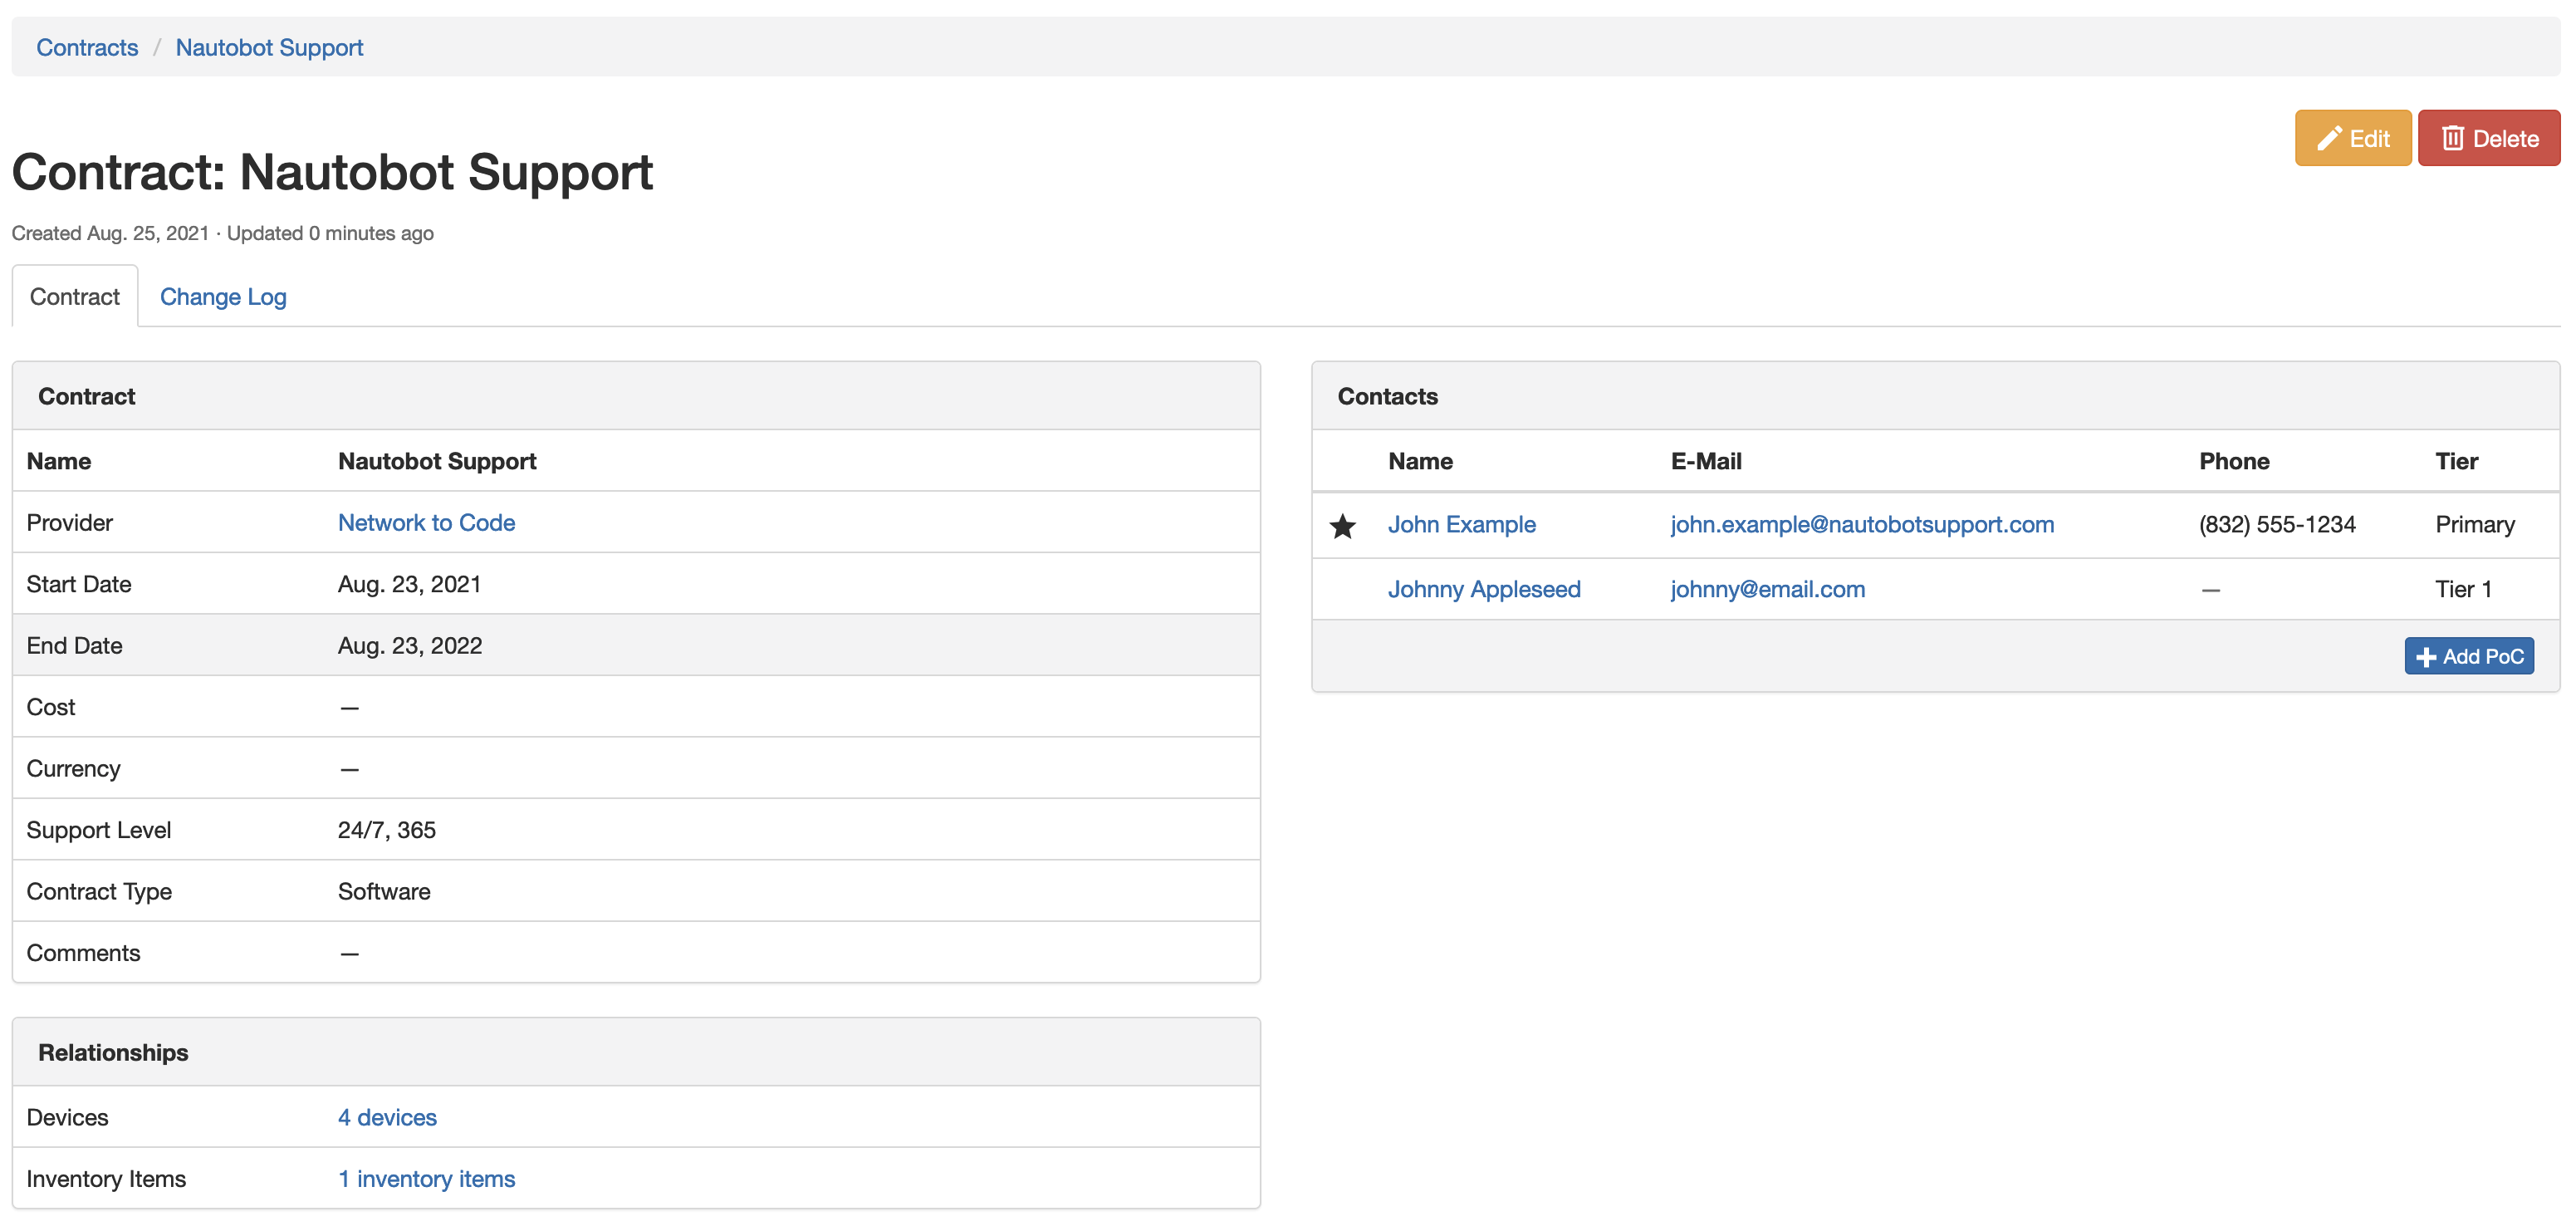 Contracts / Nautobot Support
Edit
Delete
Contract: Nautobot Support
Created Aug. 25, 2021 · Updated 0 minutes ago
Contract
Change Log
Contract
Name Nautobot Support
Provider Network to Code
Start Date Aug. 23, 2021
End Date Aug. 23, 2022
Cost —
Currency —
Support Level 24/7, 365
Contract Type Software
Comments —
Relationships
Devices 4 devices
Inventory Items 1 inventory items
Contacts
Name E-Mail Phone Tier
★ John Example john.example@nautobotsupport.com (832) 555-1234 Primary
Johnny Appleseed johnny@email.com — Tier 1
Add PoC